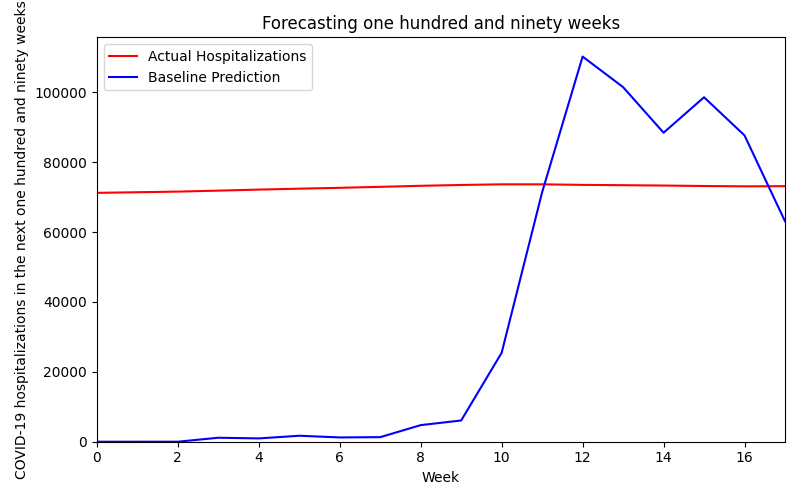 Forecasting one hundred and ninety weeks
COVID-19 hospitalizations in the next one hundred and ninety weeks
Actual Hospitalizations
Baseline Prediction
100000
80000
60000
40000
20000
0
0 2 4 6 8 10 12 14 16
Week